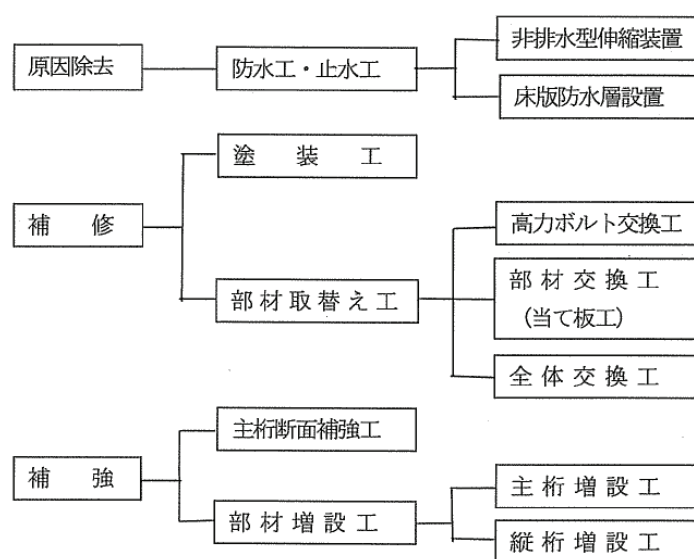 原因除去
防水工・止水工
非排水型伸縮装置
床版防水層設置
補修
塗装工
部材取替え工
高力ボルト交換工
部材交換工
(当て板工)
全体交換工
補強
主桁断面補強工
部材増設工
主桁増設工
縦桁増設工